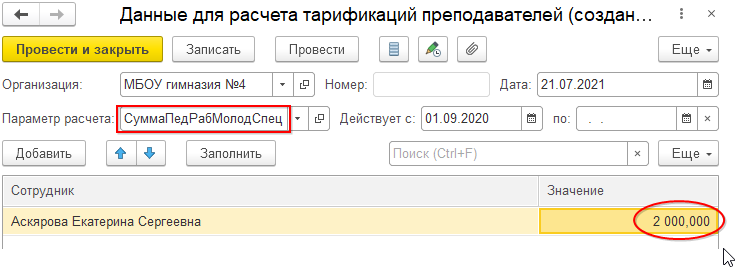 Данные для расчета тарификаций преподавателей (создан...
Провести и закрыть Записать Провести Еще
Организация: МБОУ гимназия №4 Номер: Дата: 21.07.2021
Параметр расчета: СуммаПедРабМолодСпец Действует с: 01.09.2020 по: . .
Добавить Заполнить Поиск (Ctrl+F) × Еще
Сотрудник Значение
Аскярова Екатерина Сергеевна 2 000,000